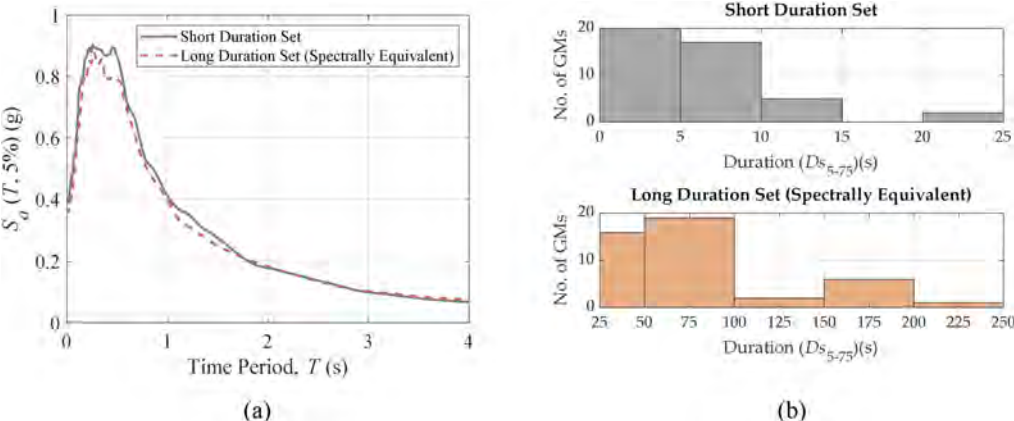 1
0.8
0.6
0.4
0.2
0
S_a (T, 5%) (g)
Short Duration Set
Long Duration Set (Spectrally Equivalent)
0 1 2 3 4
Time Period, T (s)
(a)
Short Duration Set
20
10
0
No. of GMs
0 5 10 15 20 25
Duration (Ds5-75)(s)
Long Duration Set (Spectrally Equivalent)
20
10
0
No. of GMs
25 50 75 100 125 150 175 200 225 250
Duration (Ds5-75)(s)
(b)